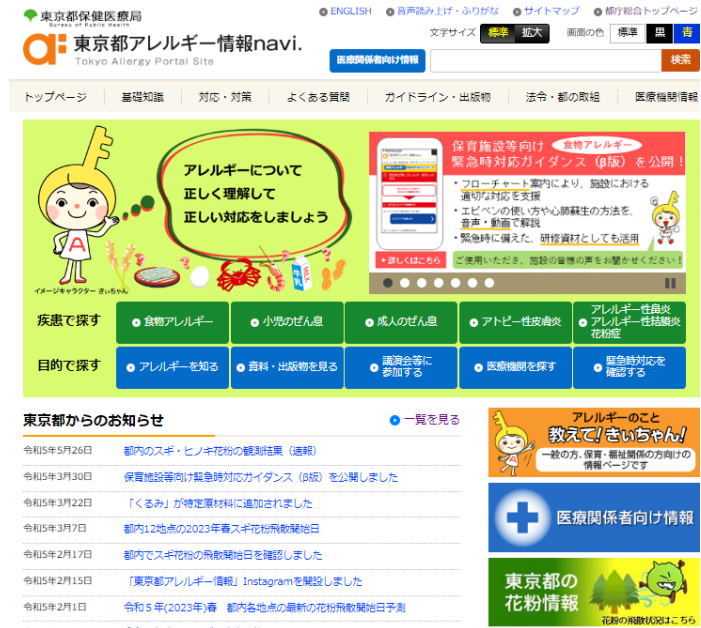 東京都保健医療局
Bureau of Public Health
ENGLISH 音声読み上げ・ふりがな サイトマップ 都庁総合トップページ
東京都アレルギー情報navi.
Tokyo Allergy Portal Site
文字サイズ 標準 拡大 画面の色 標準 黒 青
医療関係者向け情報 検索
トップページ 基礎知識 対応・対策 よくある質問 ガイドライン・出版物 法令・都の取組 医療機関情報
アレルギーについて
正しく理解して
正しい対応をしましょう
A
牛乳
MILK
イメージキャラクター きぃちゃん
保育施設等向け 食物アレルギー
緊急時対応ガイダンス（β版）を公開！
・フローチャート案内により、施設における
適切な対応を支援
・エピペンの使い方や心肺蘇生の方法を、
音声・動画で解説
・緊急時に備えた、研修資材としても活用
▶詳しくはこちら
ご使用いただき、施設の皆様の声をお聞かせください！
疾患で探す 食物アレルギー 小児のぜん息 成人のぜん息 アトピー性皮膚炎 アレルギー性鼻炎
アレルギー性結膜炎
花粉症
目的で探す アレルギーを知る 資料・出版物を見る 講演会等に
参加する 医療機関を探す 緊急時対応を
確認する
東京都からのお知らせ 一覧を見る
令和5年5月26日 都内のスギ・ヒノキ花粉の観測結果（速報）
令和5年3月30日 保育施設等向け緊急時対応ガイダンス（β版）を公開しました
令和5年3月22日 「くるみ」が特定原材料に追加されました
令和5年3月7日 都内12地点の2023年春スギ花粉飛散開始日
令和5年2月17日 都内でスギ花粉の飛散開始日を確認しました
令和5年2月15日 「東京都アレルギー情報」Instagramを開設しました
令和5年2月1日 令和５年(2023年)春 都内各地点の最新の花粉飛散開始日予測
アレルギーのこと
教えて!きぃちゃん!
一般の方、保育・福祉関係の方向けの
情報ページです
医療関係者向け情報
東京都の
花粉情報
花粉の飛散状況はこちら